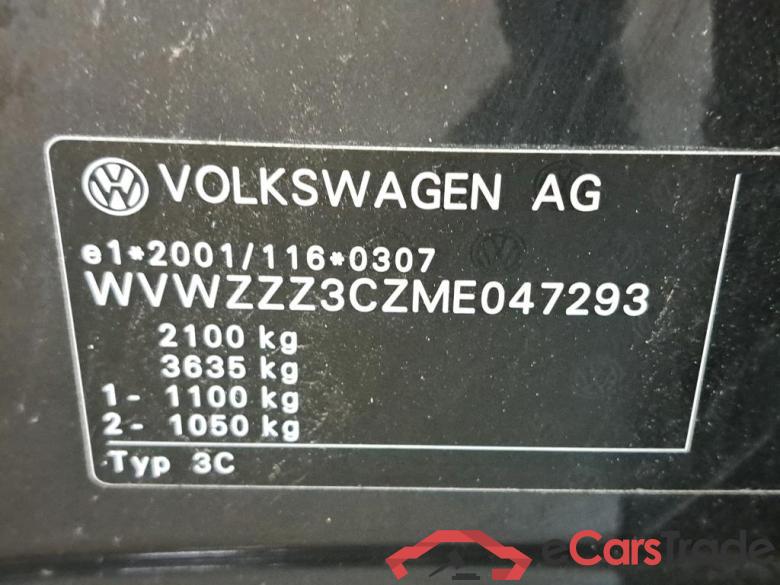 VOLKSWAGEN AG
e1*2001/116*0307
WVWZZZ3CZME047293
2100 kg
3635 kg
1- 1100 kg
2- 1050 kg
Typ 3C
eCarsTrade